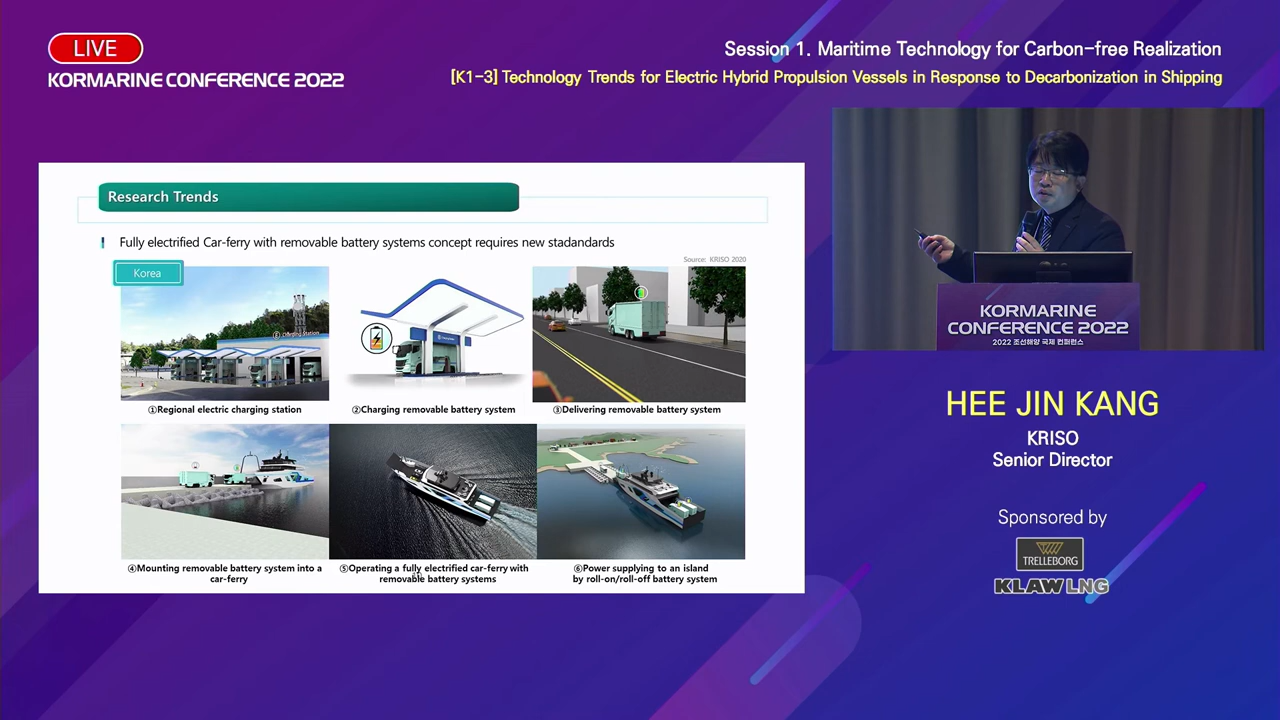 LIVE
KORMARINE CONFERENCE 2022
Session 1. Maritime Technology for Carbon-free Realization
[K1-3] Technology Trends for Electric Hybrid Propulsion Vessels in Response to Decarbonization in Shipping
Research Trends
Fully electrified Car-ferry with removable battery systems concept requires new stadandards
Source: KRISO 2020
Korea
Charging Station
①Regional electric charging station
②Charging removable battery system
③Delivering removable battery system
④Mounting removable battery system into a
car-ferry
⑤Operating a fully electrified car-ferry with
removable battery systems
⑥Power supplying to an island
by roll-on/roll-off battery system
KORMARINE
CONFERENCE 2022
2022 조선해양 국제 컨퍼런스
HEE JIN KANG
KRISO
Senior Director
Sponsored by
TRELLEBORG
KLAW LNG